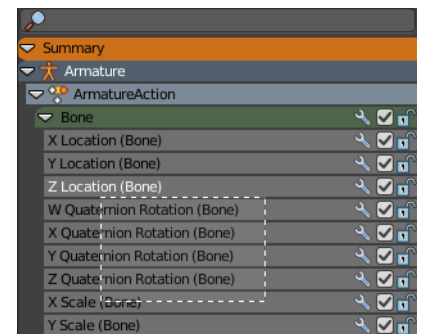 Summary
Armature
ArmatureAction
Bone
X Location (Bone)
Y Location (Bone)
Z Location (Bone)
W Quaternion Rotation (Bone)
X Quaternion Rotation (Bone)
Y Quaternion Rotation (Bone)
Z Quaternion Rotation (Bone)
X Scale (Bone)
Y Scale (Bone)